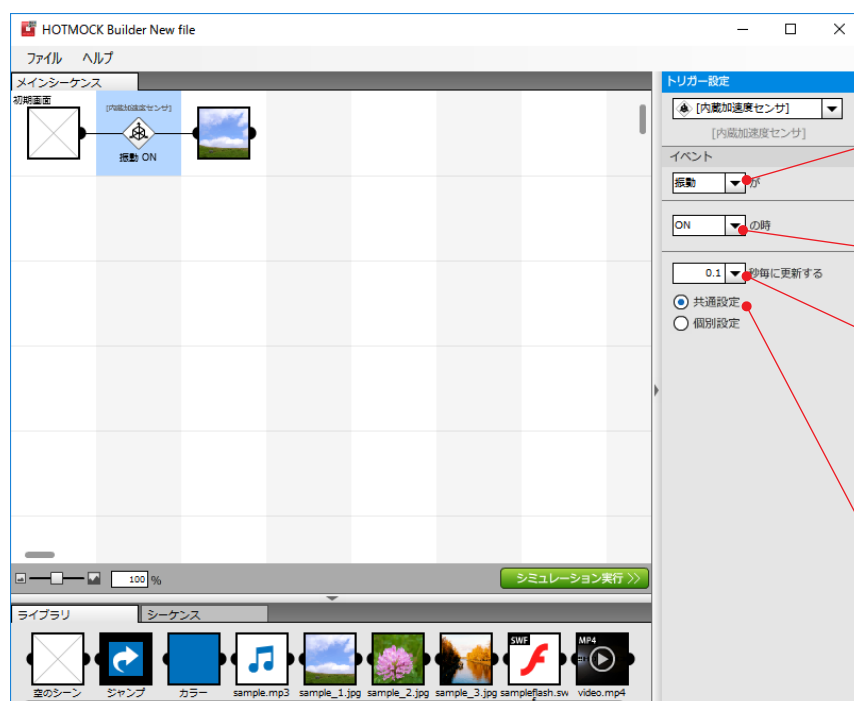 HOTMOCK Builder New file
ファイル ヘルプ
メインシーケンス
初期画面
[内蔵加速度センサ]
振動 ON
トリガー設定
[内蔵加速度センサ]
[内蔵加速度センサ]
イベント
振動 が
ON の時
0.1 秒毎に更新する
共通設定
個別設定
100 %
シミュレーション実行
ライブラリ シーケンス
SWF MP4
空のシーン ジャンプ カラー sample.mp3 sample_1.jpg sample_2.jpg sample_3.jpg sampleflash.sw video.mp4